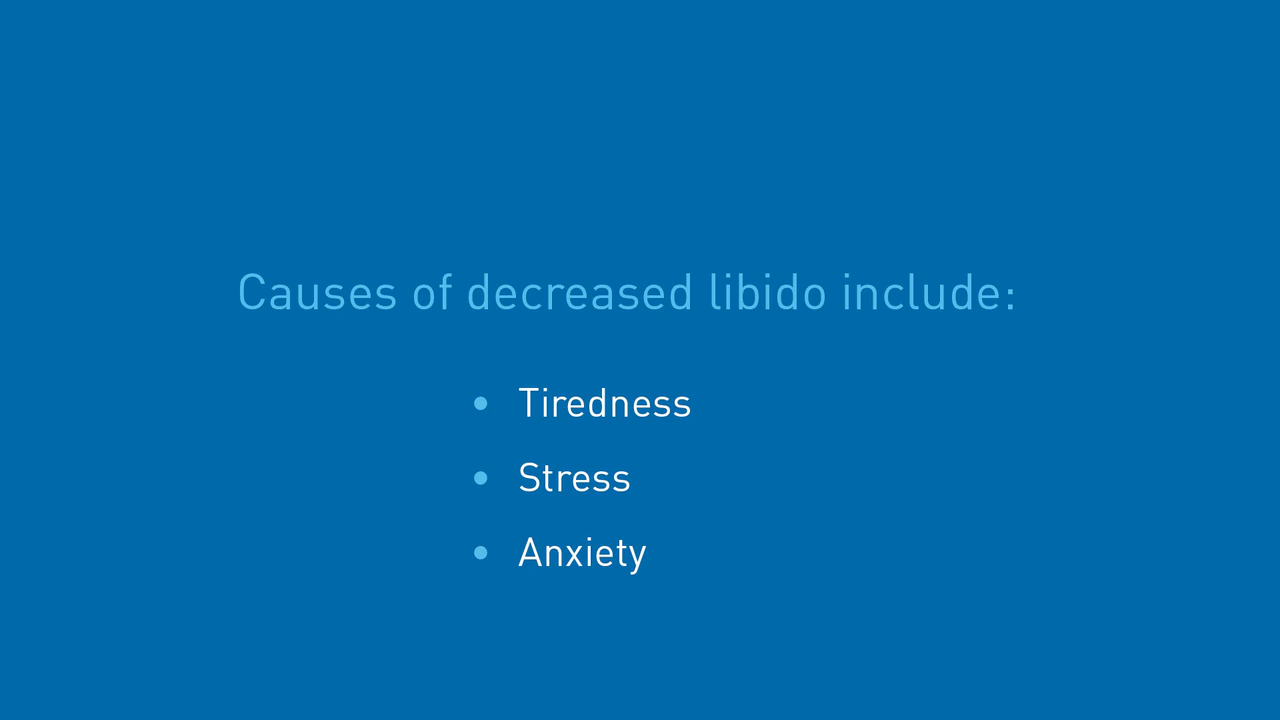 Causes of decreased libido include:
• Tiredness
• Stress
• Anxiety